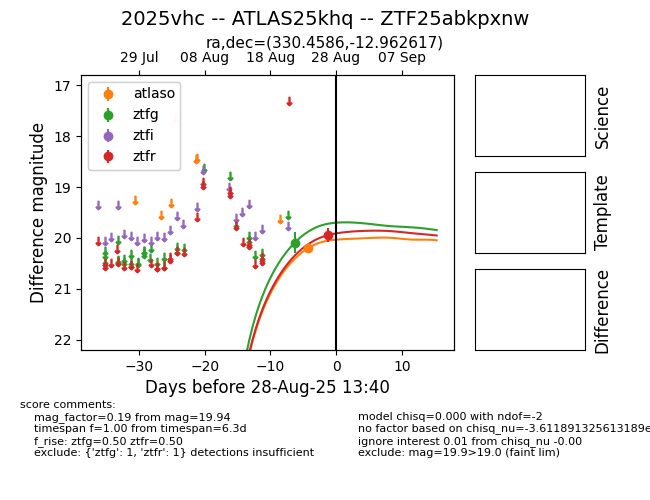 2025vhc -- ATLAS25khq -- ZTF25abkpxnw
ra,dec=(330.4586,-12.962617)
29 Jul 08 Aug 18 Aug 28 Aug 07 Sep
atlaso
ztfg
ztfi
ztfr
17
18
19
20
21
22
Difference magnitude
−30 −20 −10 0 10
Days before 28-Aug-25 13:40
Science
Template
Difference
score comments:
mag_factor=0.19 from mag=19.94
timespan f=1.00 from timespan=6.3d
f_rise: ztfg=0.50 ztfr=0.50
exclude: {'ztfg': 1, 'ztfr': 1} detections insufficient
model chisq=0.000 with ndof=-2
no factor based on chisq_nu=-3.611891325613189e
ignore interest 0.01 from chisq_nu -0.00
exclude: mag=19.9>19.0 (faint lim)